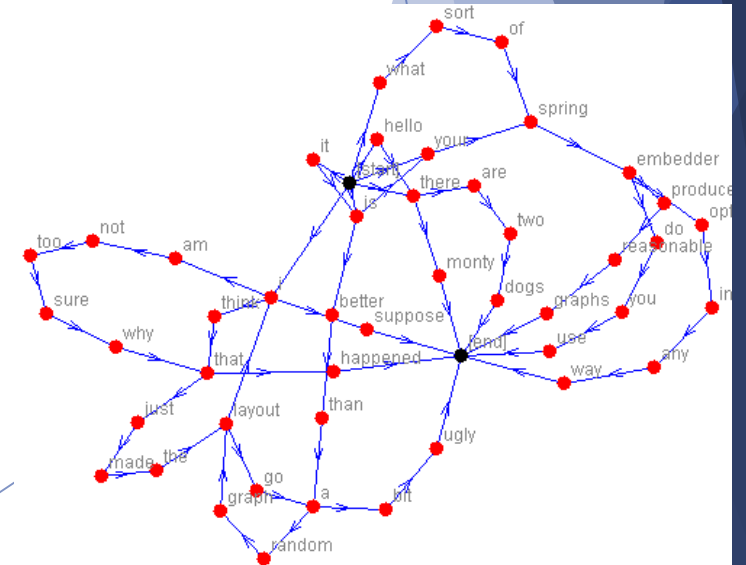 sort
of
what
spring
hello
it
your
[start]
embedder
there
are
produce
is
opt
not
two
do
too
am
reasonable
monty
i
think
better
dogs
in
sure
suppose
graphs
you
why
[end]
use
that
happened
way
any
just
layout
than
ugly
made
the
go
graph
a
bit
random